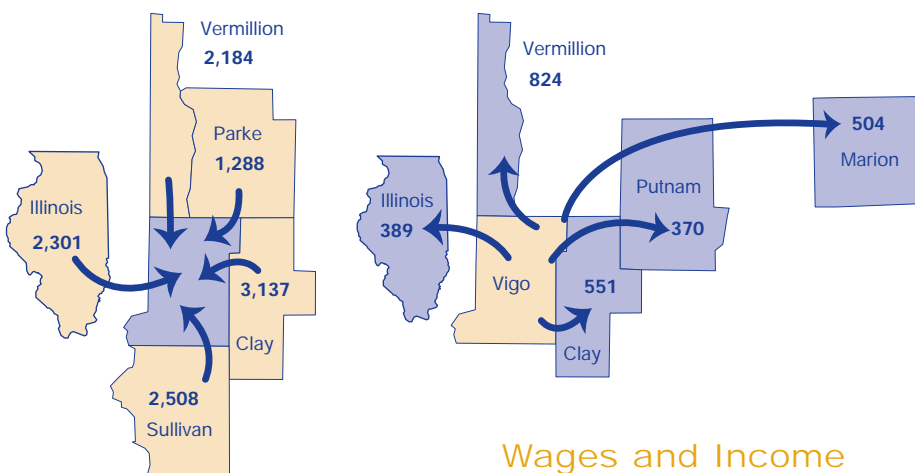 Vermillion
2,184
Parke
1,288
Illinois
2,301
3,137
Clay
2,508
Sullivan
Vermillion
824
504
Marion
Putnam
370
Illinois
389
Vigo
551
Clay
Wages and Income